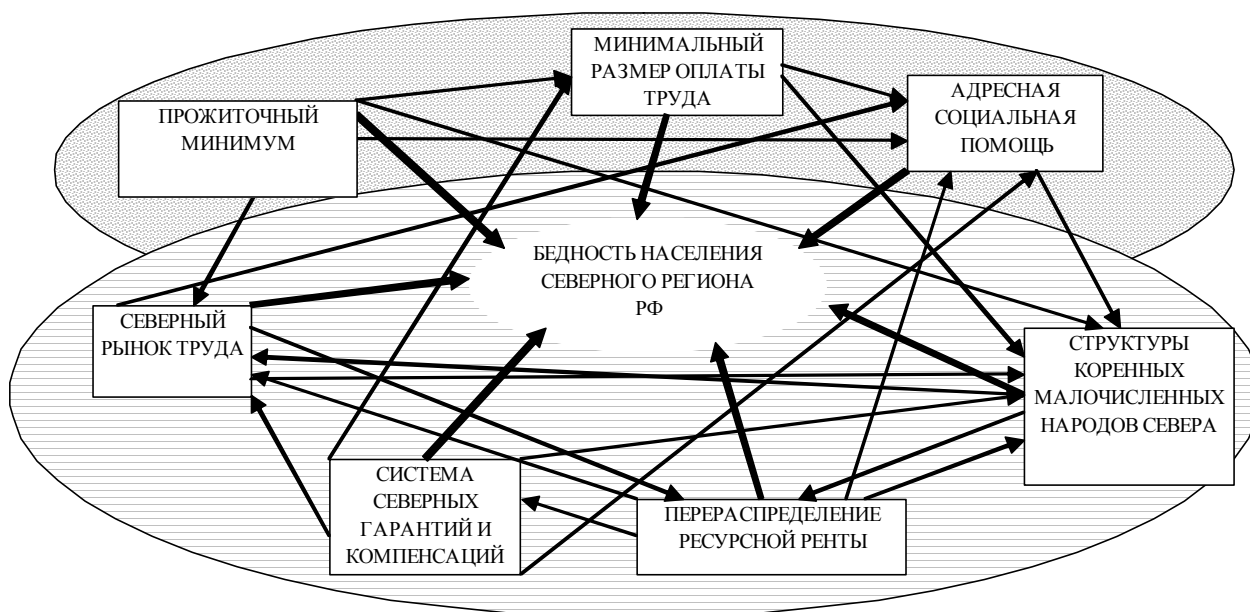 МИНИМАЛЬНЫЙ
РАЗМЕР ОПЛАТЫ
ТРУДА
АДРЕСНАЯ
СОЦИАЛЬНАЯ
ПОМОЩЬ
ПРОЖИТОЧНЫЙ
МИНИМУМ
БЕДНОСТЬ НАСЕЛЕНИЯ
СЕВЕРНОГО РЕГИОНА
РФ
СЕВЕРНЫЙ
РЫНОК ТРУДА
СТРУКТУРЫ
КОРЕННЫХ
МАЛОЧИСЛЕННЫХ
НАРОДОВ СЕВЕРА
СИСТЕМА
СЕВЕРНЫХ
ГАРАНТИЙ И
КОМПЕНСАЦИЙ
ПЕРЕРАСПРЕДЕЛЕНИЕ
РЕСУРСНОЙ РЕНТЫ